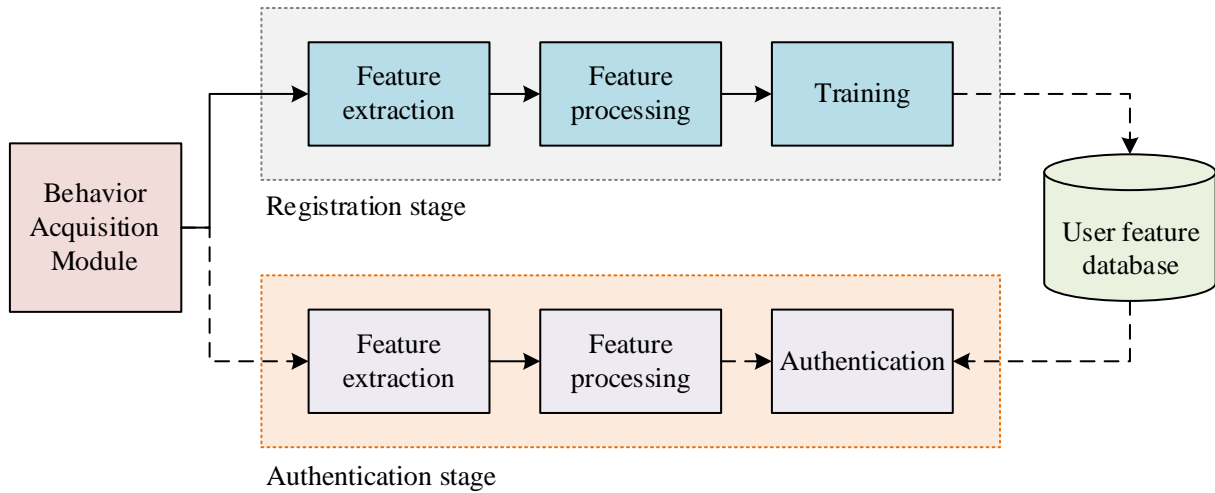 Feature
extraction
Feature
processing
Training
Registration stage
Behavior
Acquisition
Module
User feature
database
Feature
extraction
Feature
processing
Authentication
Authentication stage